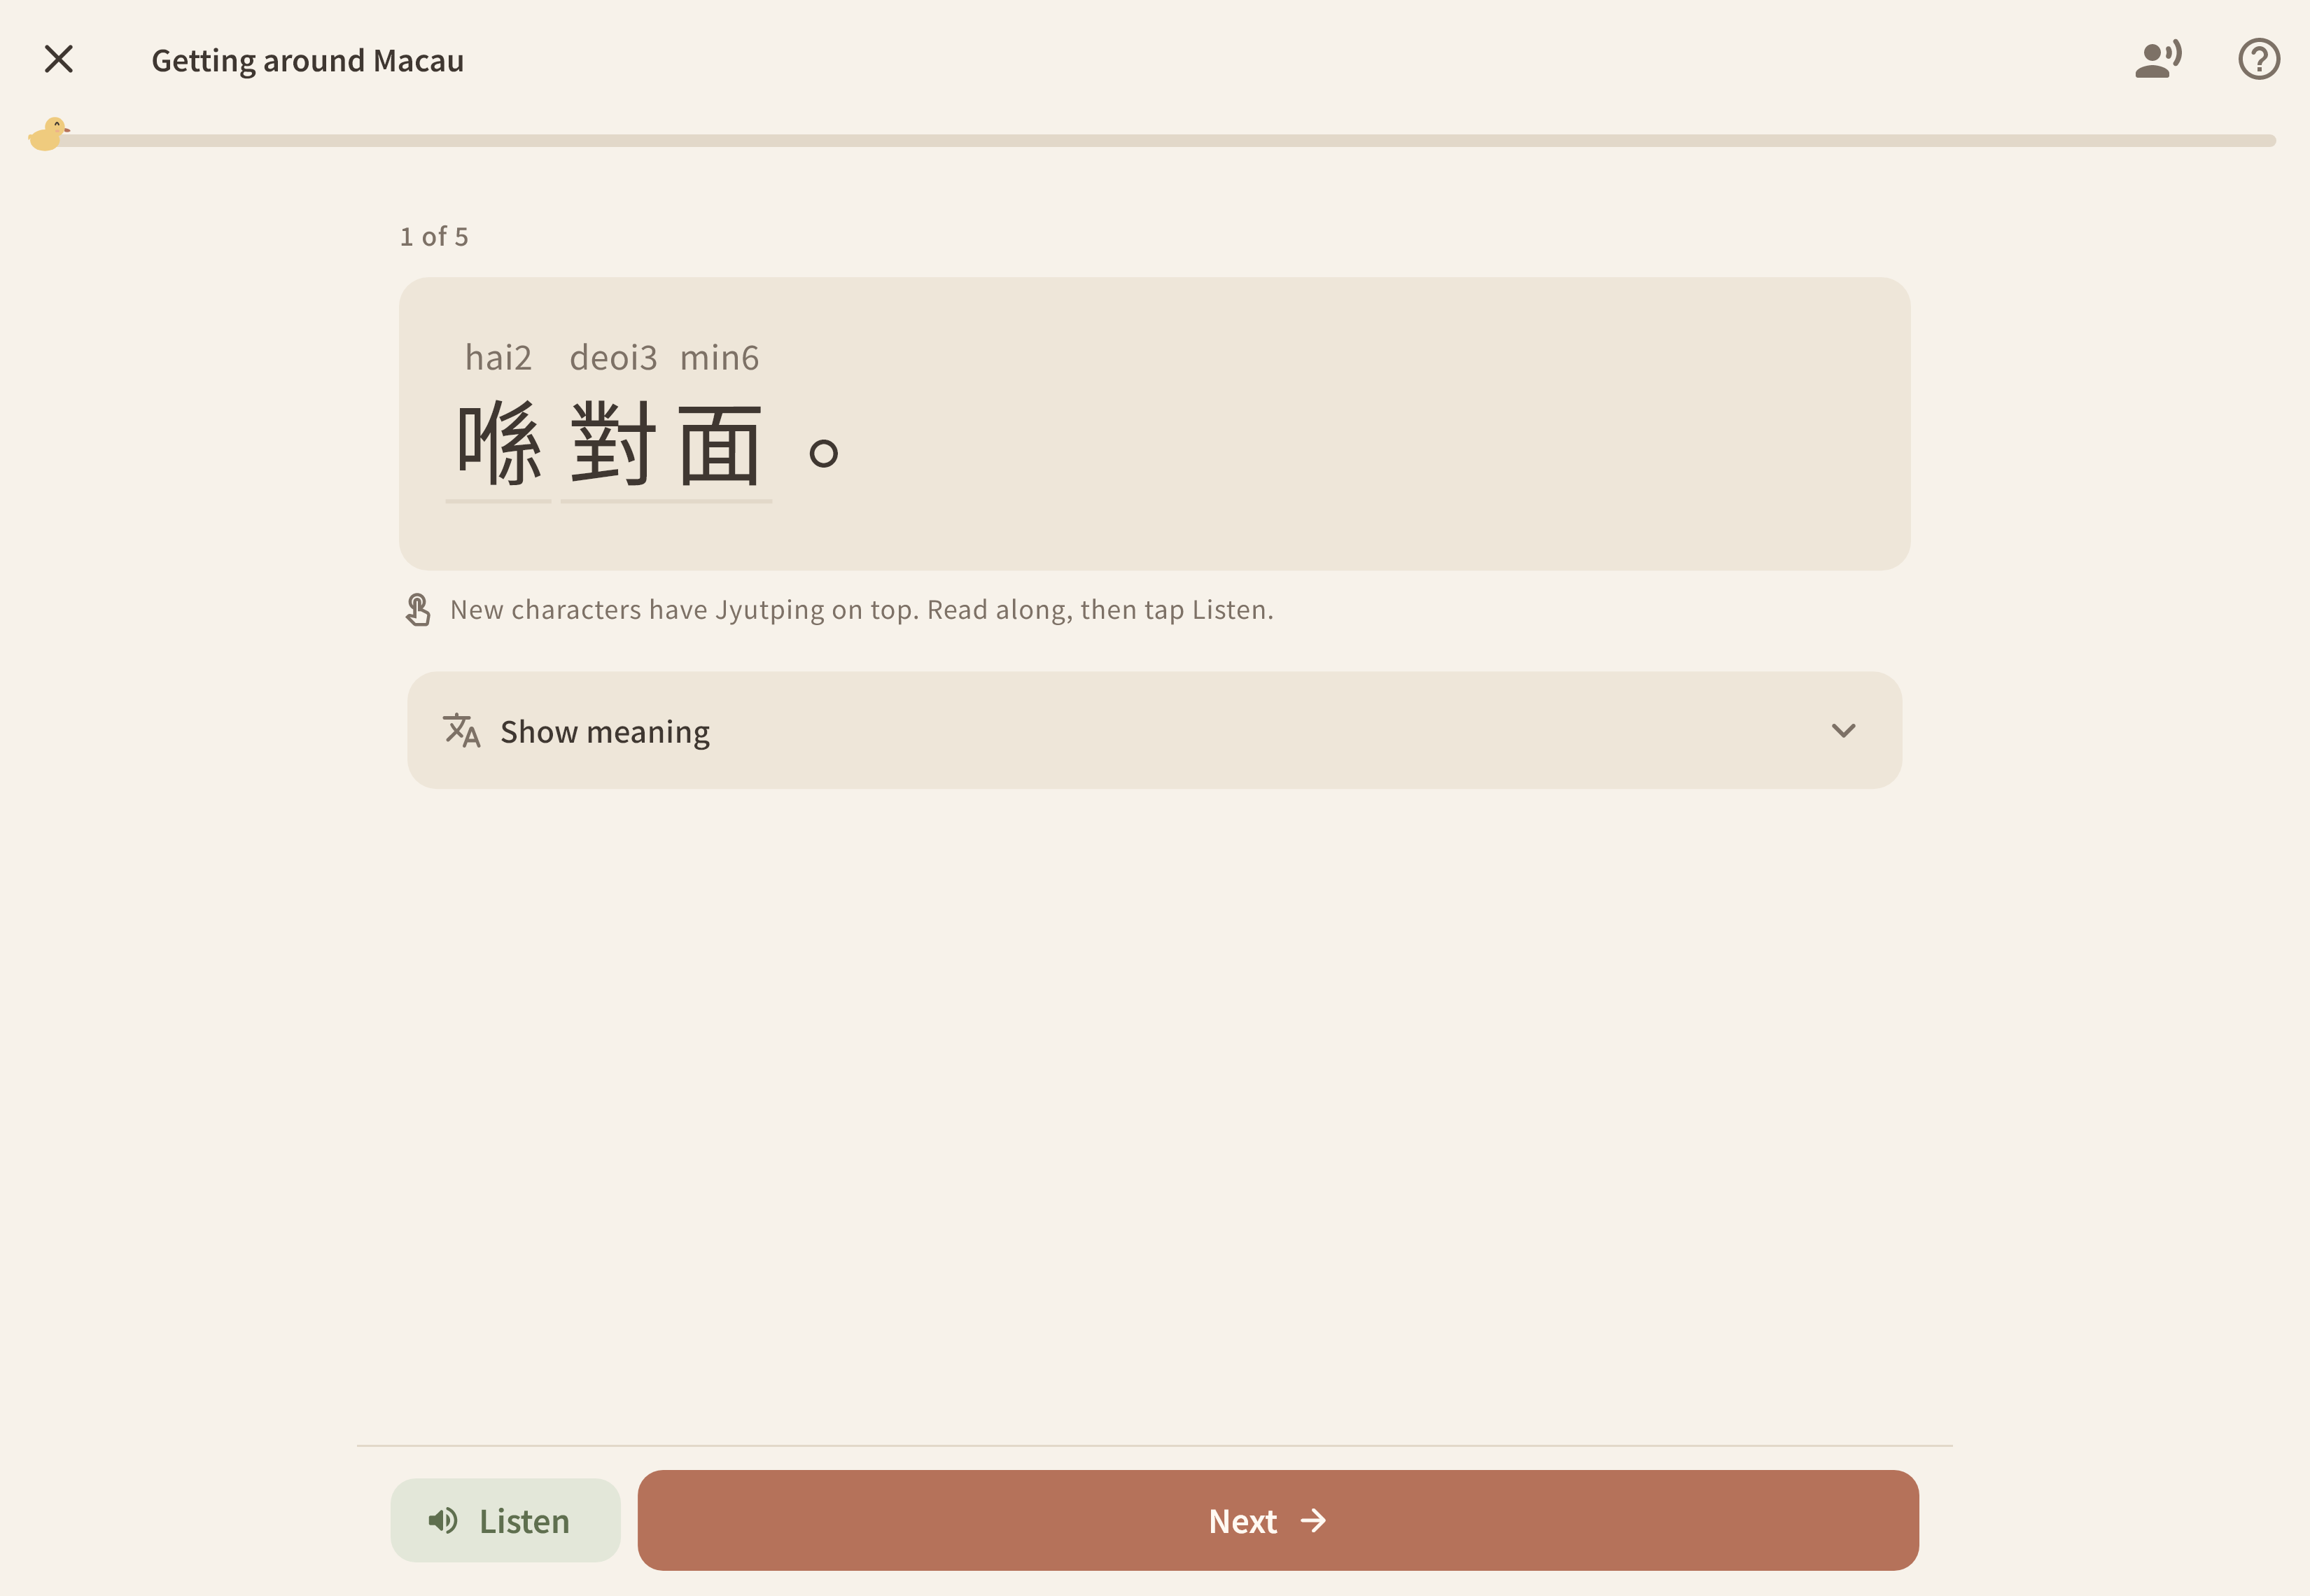 Getting around Macau
1 of 5
hai2 deoi3 min6
喺對面。
New characters have Jyutping on top. Read along, then tap Listen.
Show meaning
Listen
Next →